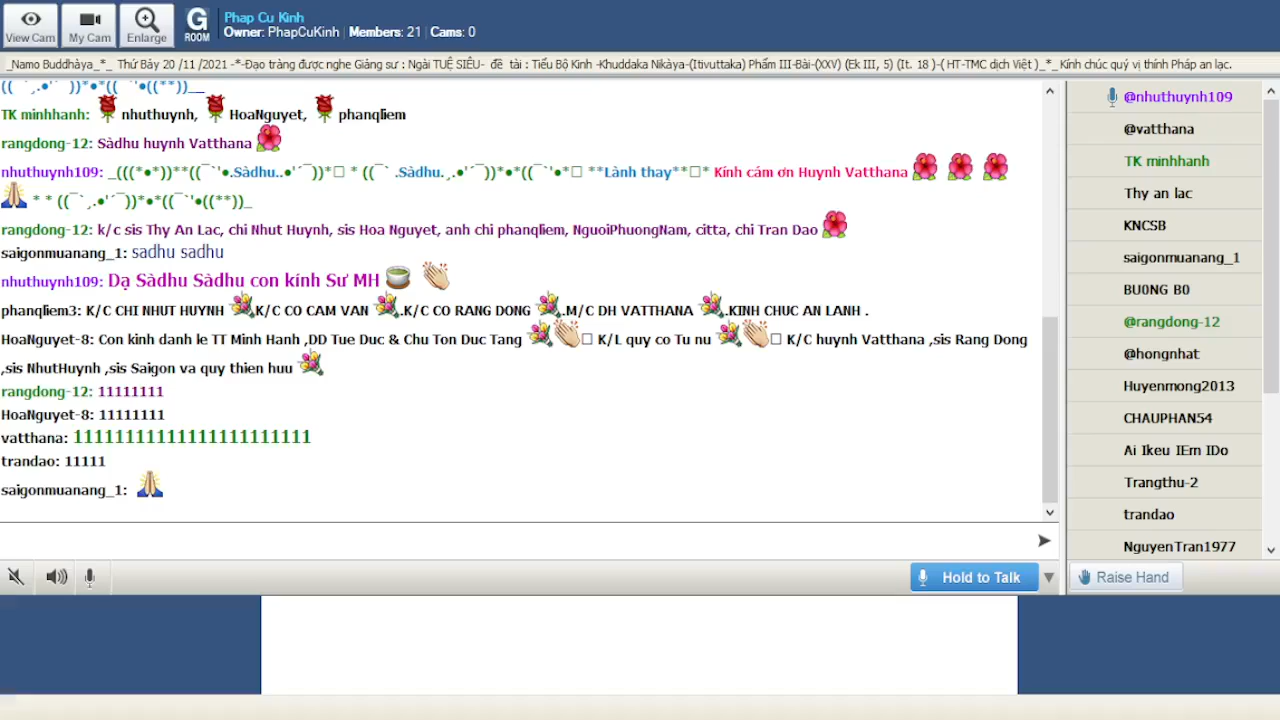 View Cam
My Cam
Enlarge
G
ROOM
Phap Cu Kinh
Owner: PhapCuKinh | Members: 21 | Cams: 0
_Namo Buddhàya_*_ Thứ Bảy 20 /11 /2021 -*-Đạo tràng được nghe Giảng sư : Ngài TUỆ SIÊU- đề tài : Tiểu Bộ Kinh -Khuddaka Nikàya-(Itivuttaka) Phẩm III-Bài-(XXV) (Ek III, 5) (It. 18 )-( HT-TMC dịch Việt )_*_ Kính chúc quý vị thính Pháp an lạc.
((¯`¸.•'´¯))*•*((¯`'•((**))__
TK minhhanh: nhuthuynh, HoaNguyet, phanqliem
rangdong-12: Sàdhu huynh Vatthana
nhuthuynh109: _(((*•*))**((¯`'•.Sàdhu..•'´¯))*□ * ((¯` .Sàdhu.¸.•'´¯))*•*((¯`'•*□ **Lành thay**□* Kính cám ơn Huynh Vatthana
* * ((¯`¸.•'´¯))*•*((¯`'•((**))_
rangdong-12: k/c sis Thy An Lac, chi Nhut Huynh, sis Hoa Nguyet, anh chi phanqliem, NguoiPhuongNam, citta, chi Tran Dao
saigonmuanang_1: sadhu sadhu
nhuthuynh109: Dạ Sàdhu Sàdhu con kính Sư MH
phanqliem3: K/C CHI NHUT HUYNH .K/C CO CAM VAN .K/C CO RANG DONG .M/C DH VATTHANA .KINH CHUC AN LANH .
HoaNguyet-8: Con kinh danh le TT Minh Hanh ,DD Tue Duc & Chu Ton Duc Tang □ K/L quy co Tu nu □ K/C huynh Vatthana ,sis Rang Dong
,sis NhutHuynh ,sis Saigon va quy thien huu
rangdong-12: 11111111
HoaNguyet-8: 11111111
vatthana: 11111111111111111111111
trandao: 11111
saigonmuanang_1:
Hold to Talk
@nhuthuynh109
@vatthana
TK minhhanh
Thy an lac
KNCSB
saigonmuanang_1
BU0NG B0
@rangdong-12
@hongnhat
Huyenmong2013
CHAUPHAN54
Ai Ikeu IEm IDo
Trangthu-2
trandao
NguyenTran1977
Raise Hand